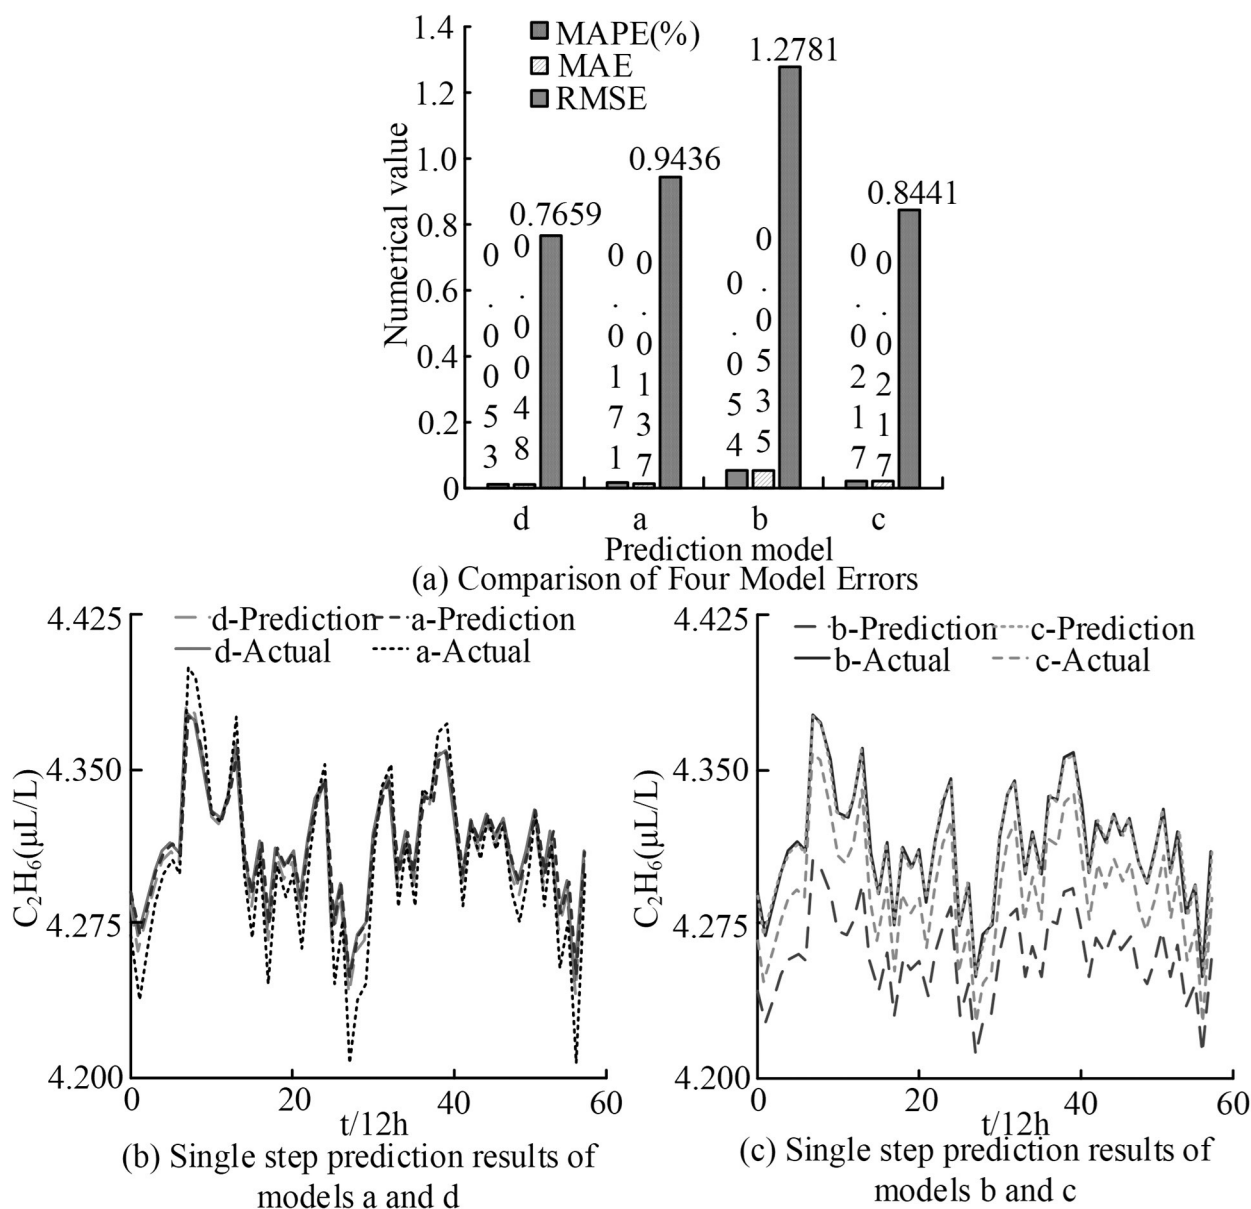 1.4
1.2
1.0
0.8
0.6
0.4
0.2
0
Numerical value
MAPE(%)
MAE
RMSE
0.0053
0.0048
0.7659
0.0171
0.0137
0.9436
0.054
0.0535
1.2781
0.0217
0.0217
0.8441
d
a
b
c
Prediction model
(a) Comparison of Four Model Errors
4.425
4.350
4.275
4.200
C2H6(μL/L)
d-Prediction
a-Prediction
d-Actual
a-Actual
0
20
40
60
t/12h
(b) Single step prediction results of
models a and d
4.425
4.350
4.275
4.200
C2H6(μL/L)
b-Prediction
c-Prediction
b-Actual
c-Actual
0
20
40
60
t/12h
(c) Single step prediction results of
models b and c